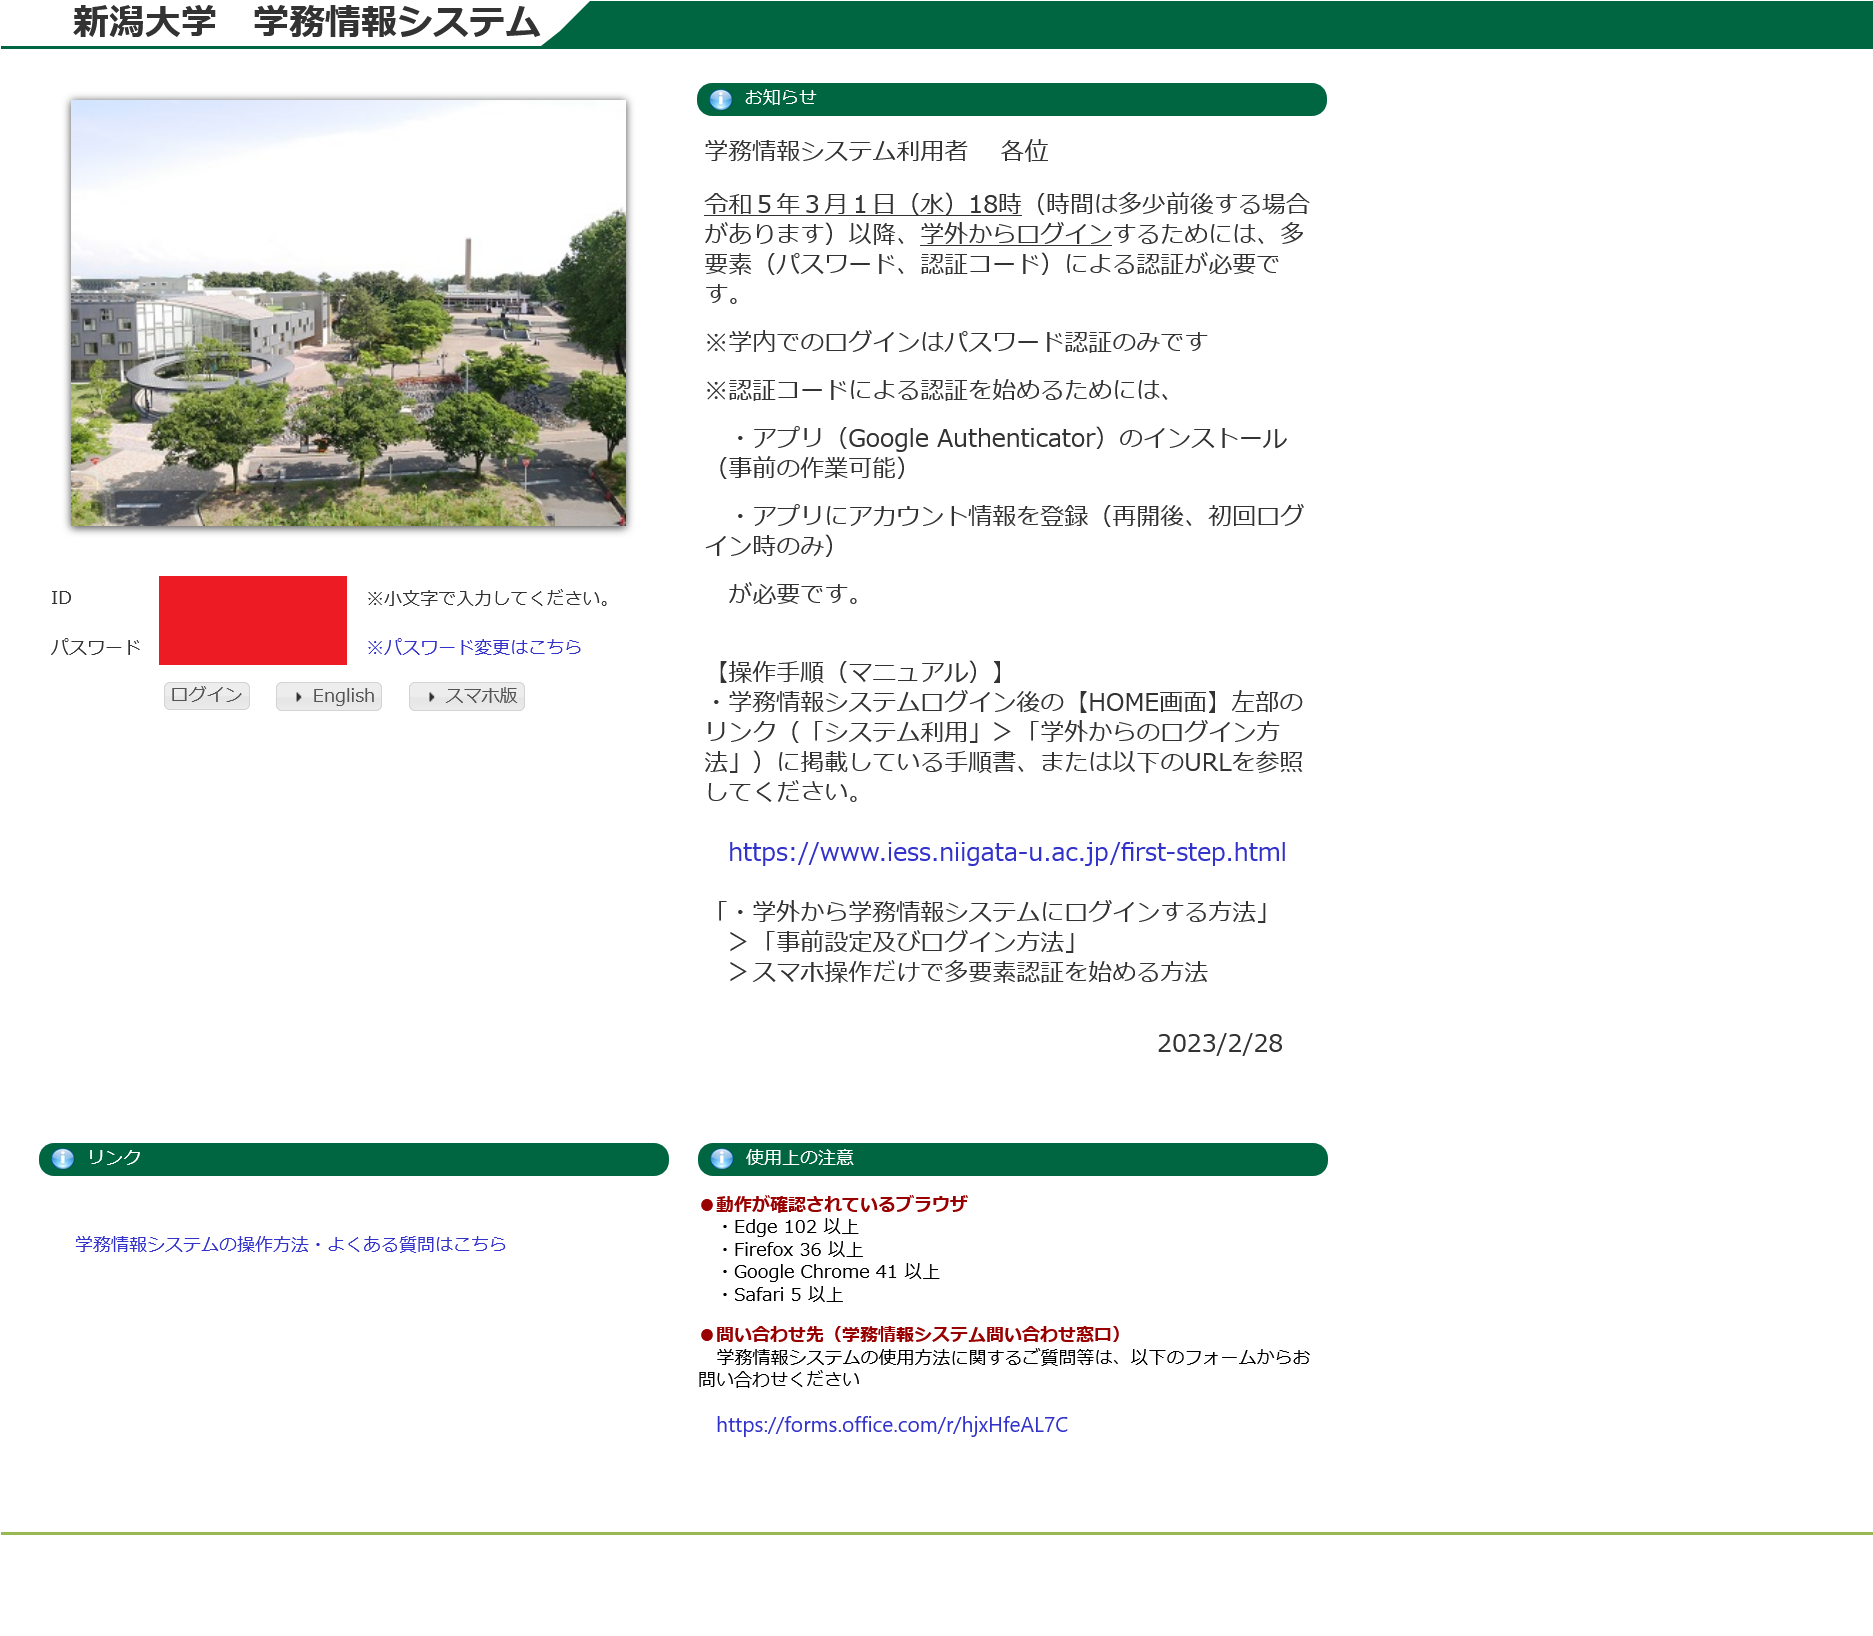 新潟大学　学務情報システム
お知らせ
学務情報システム利用者　各位
令和５年３月１日（水）18時（時間は多少前後する場合
があります）以降、学外からログインするためには、多
要素（パスワード、認証コード）による認証が必要で
す。
※学内でのログインはパスワード認証のみです
※認証コードによる認証を始めるためには、
・アプリ（Google Authenticator）のインストール
（事前の作業可能）
・アプリにアカウント情報を登録（再開後、初回ログ
イン時のみ）
が必要です。
【操作手順（マニュアル）】
・学務情報システムログイン後の【HOME画面】左部の
リンク（「システム利用」＞「学外からのログイン方
法」）に掲載している手順書、または以下のURLを参照
してください。
https://www.iess.niigata-u.ac.jp/first-step.html
「・学外から学務情報システムにログインする方法」
＞「事前設定及びログイン方法」
＞スマホ操作だけで多要素認証を始める方法
2023/2/28
ID
※小文字で入力してください。
パスワード
※パスワード変更はこちら
ログイン
English
スマホ版
リンク
学務情報システムの操作方法・よくある質問はこちら
使用上の注意
●動作が確認されているブラウザ
・Edge 102 以上
・Firefox 36 以上
・Google Chrome 41 以上
・Safari 5 以上
●問い合わせ先（学務情報システム問い合わせ窓口）
学務情報システムの使用方法に関するご質問等は、以下のフォームからお
問い合わせください
https://forms.office.com/r/hjxHfeAL7C